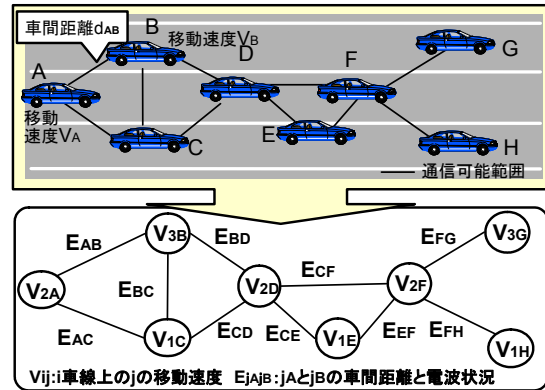 車間距離dAB
B
移動速度VB
D
G
A
F
移動
速度VA
C
E
H
通信可能範囲
EAB
V3B
EBD
EFG
V3G
V2A
EBC
V2D
ECF
V2F
EAC
V1C
ECD
ECE
V1E
EEF
EFH
V1H
Vij:i車線上のjの移動速度 EjAjB:jAとjBの車間距離と電波状況